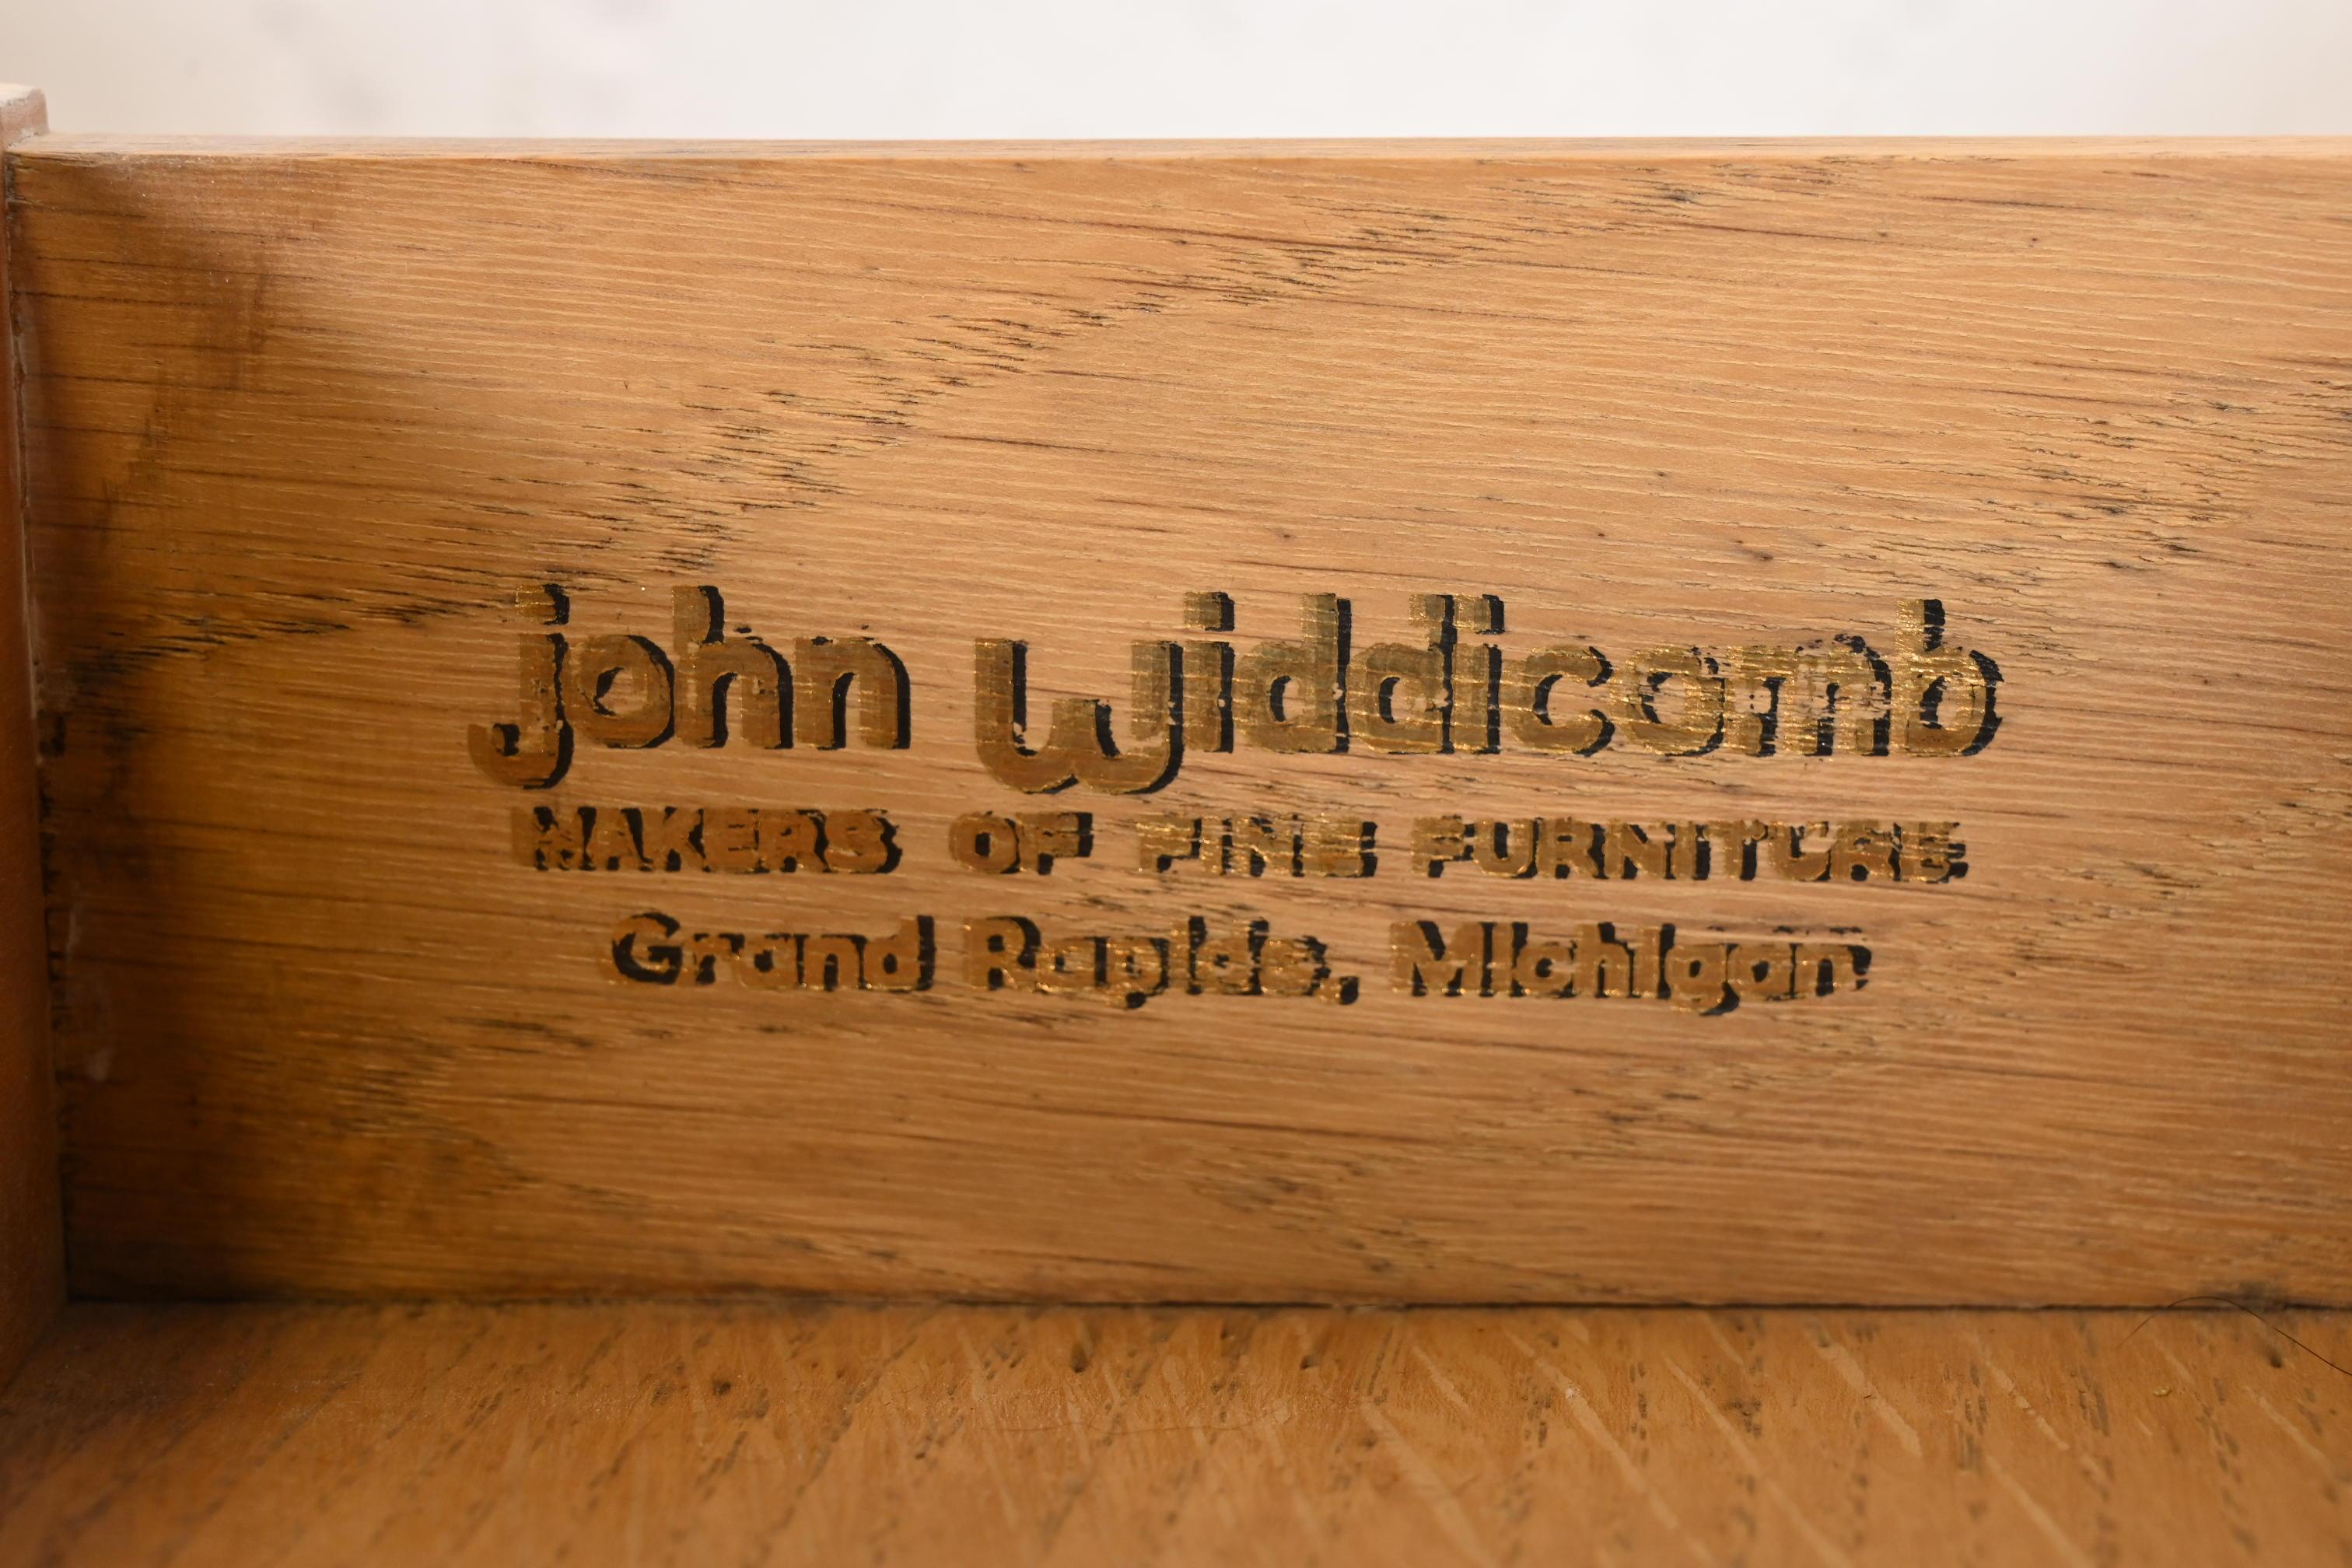 john widdicomb
MAKERS OF FINE FURNITURE
Grand Rapids, Michigan